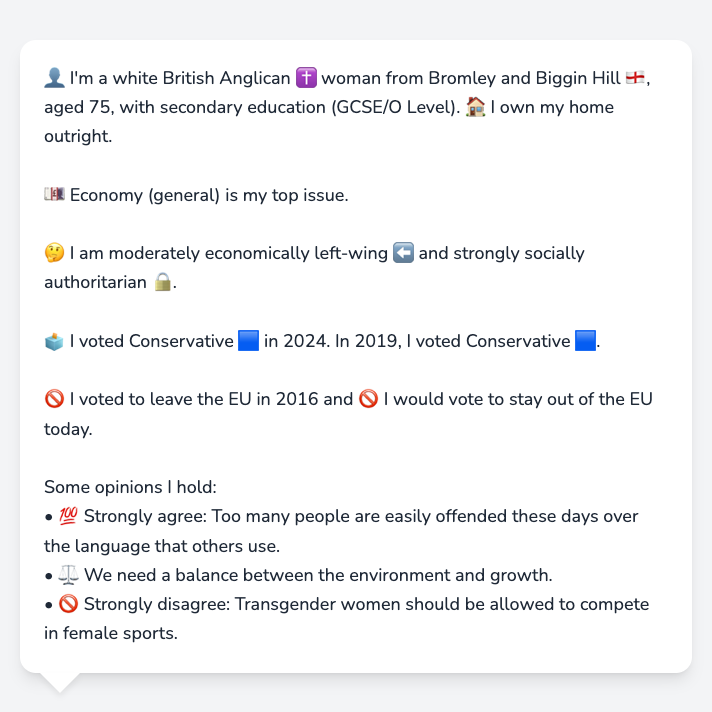 👤 I'm a white British Anglican ✝️ woman from Bromley and Biggin Hill 🏴󠁧󠁢󠁥󠁮󠁧󠁿,
aged 75, with secondary education (GCSE/O Level). 🏠 I own my home
outright.
💷 Economy (general) is my top issue.
🤔 I am moderately economically left-wing ⬅️ and strongly socially
authoritarian 🔒.
🗳️ I voted Conservative 🟦 in 2024. In 2019, I voted Conservative 🟦.
🚫 I voted to leave the EU in 2016 and 🚫 I would vote to stay out of the EU
today.
Some opinions I hold:
• 💯 Strongly agree: Too many people are easily offended these days over
the language that others use.
• ⚖️ We need a balance between the environment and growth.
• 🚫 Strongly disagree: Transgender women should be allowed to compete
in female sports.